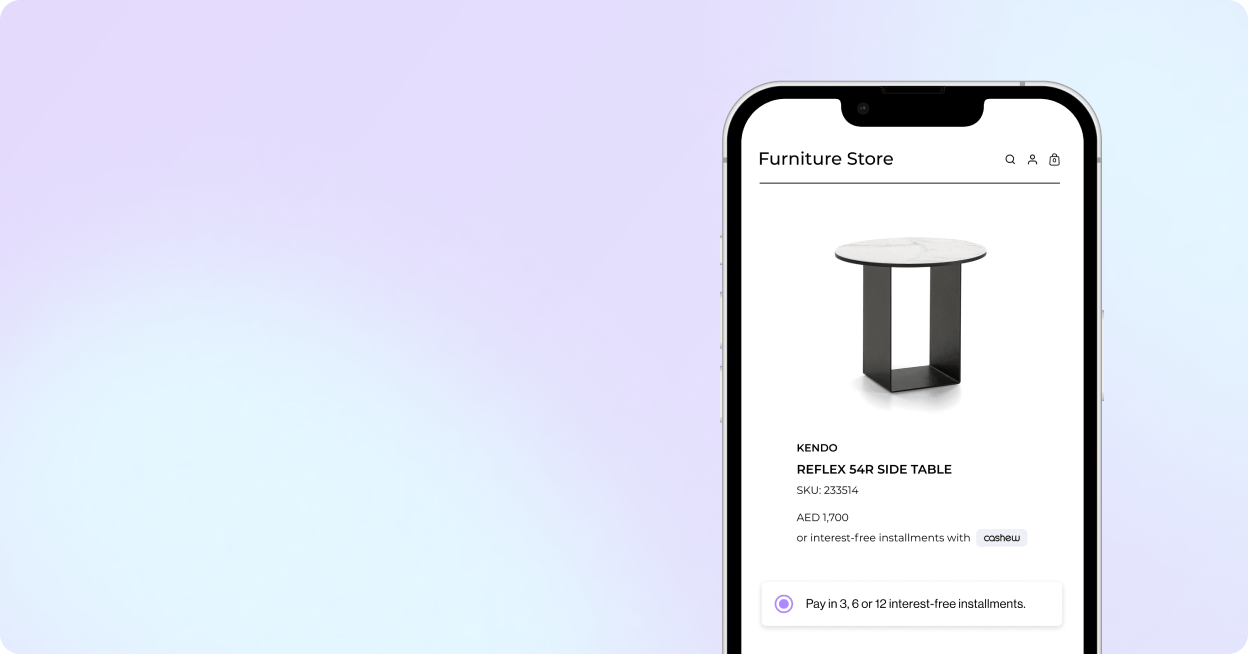 Furniture Store
0
KENDO
REFLEX 54R SIDE TABLE
SKU: 233514
AED 1,700
or interest-free installments with cashew
Pay in 3, 6 or 12 interest-free installments.